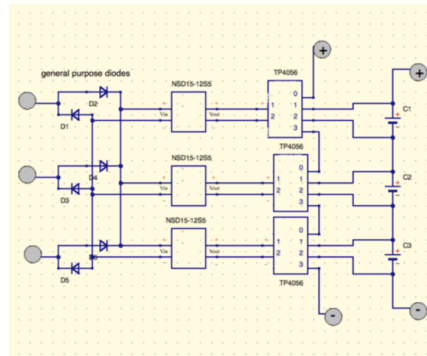 general purpose diodes
D2
D1
D4
D3
D5
NSD15-12S5
Vin
Vout
NSD15-12S5
Vin
Vout
NSD15-12S5
Vin
Vout
TP4056
0
1
1
2
2
3
TP4056
0
1
1
2
2
3
0
1
1
2
2
3
TP4056
+
+
C1
C2
C3
-
-